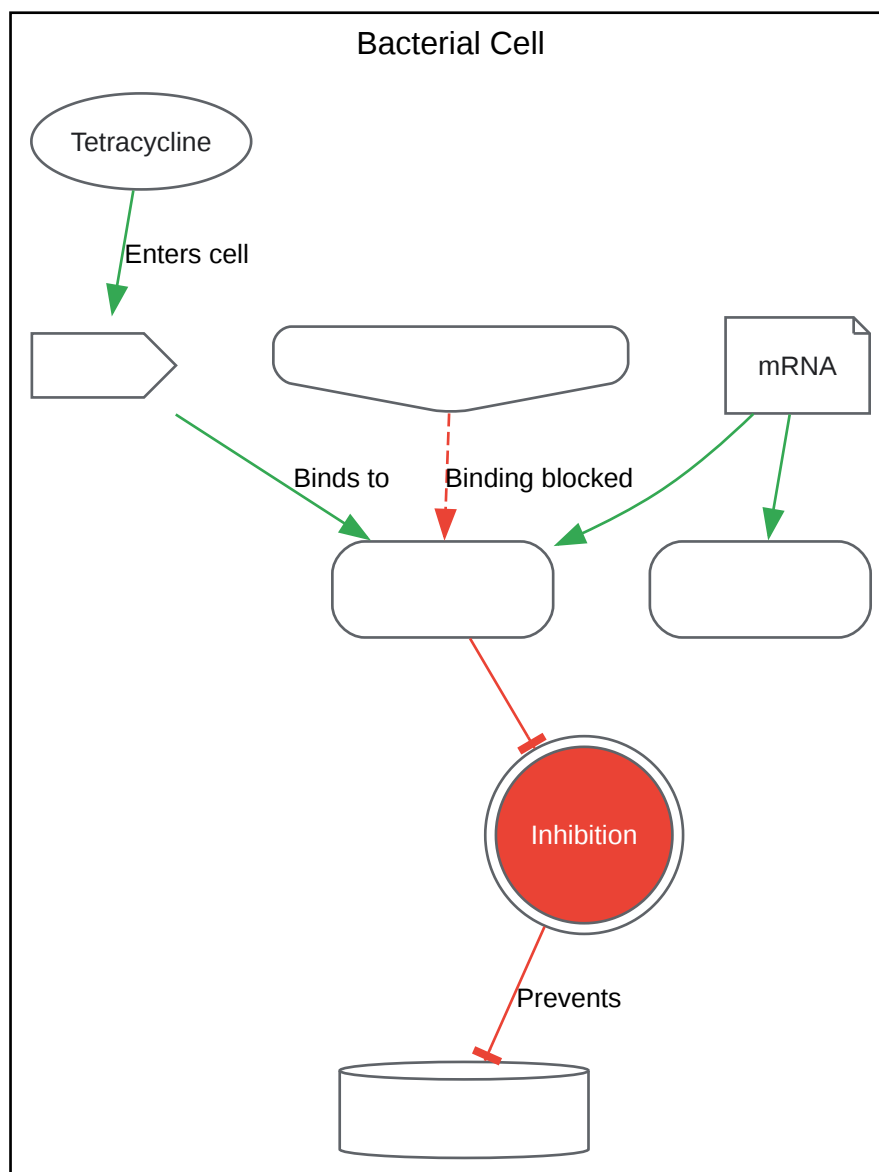 Bacterial Cell
Tetracycline
Enters cell
mRNA
Binds to
Binding blocked
Inhibition
Prevents